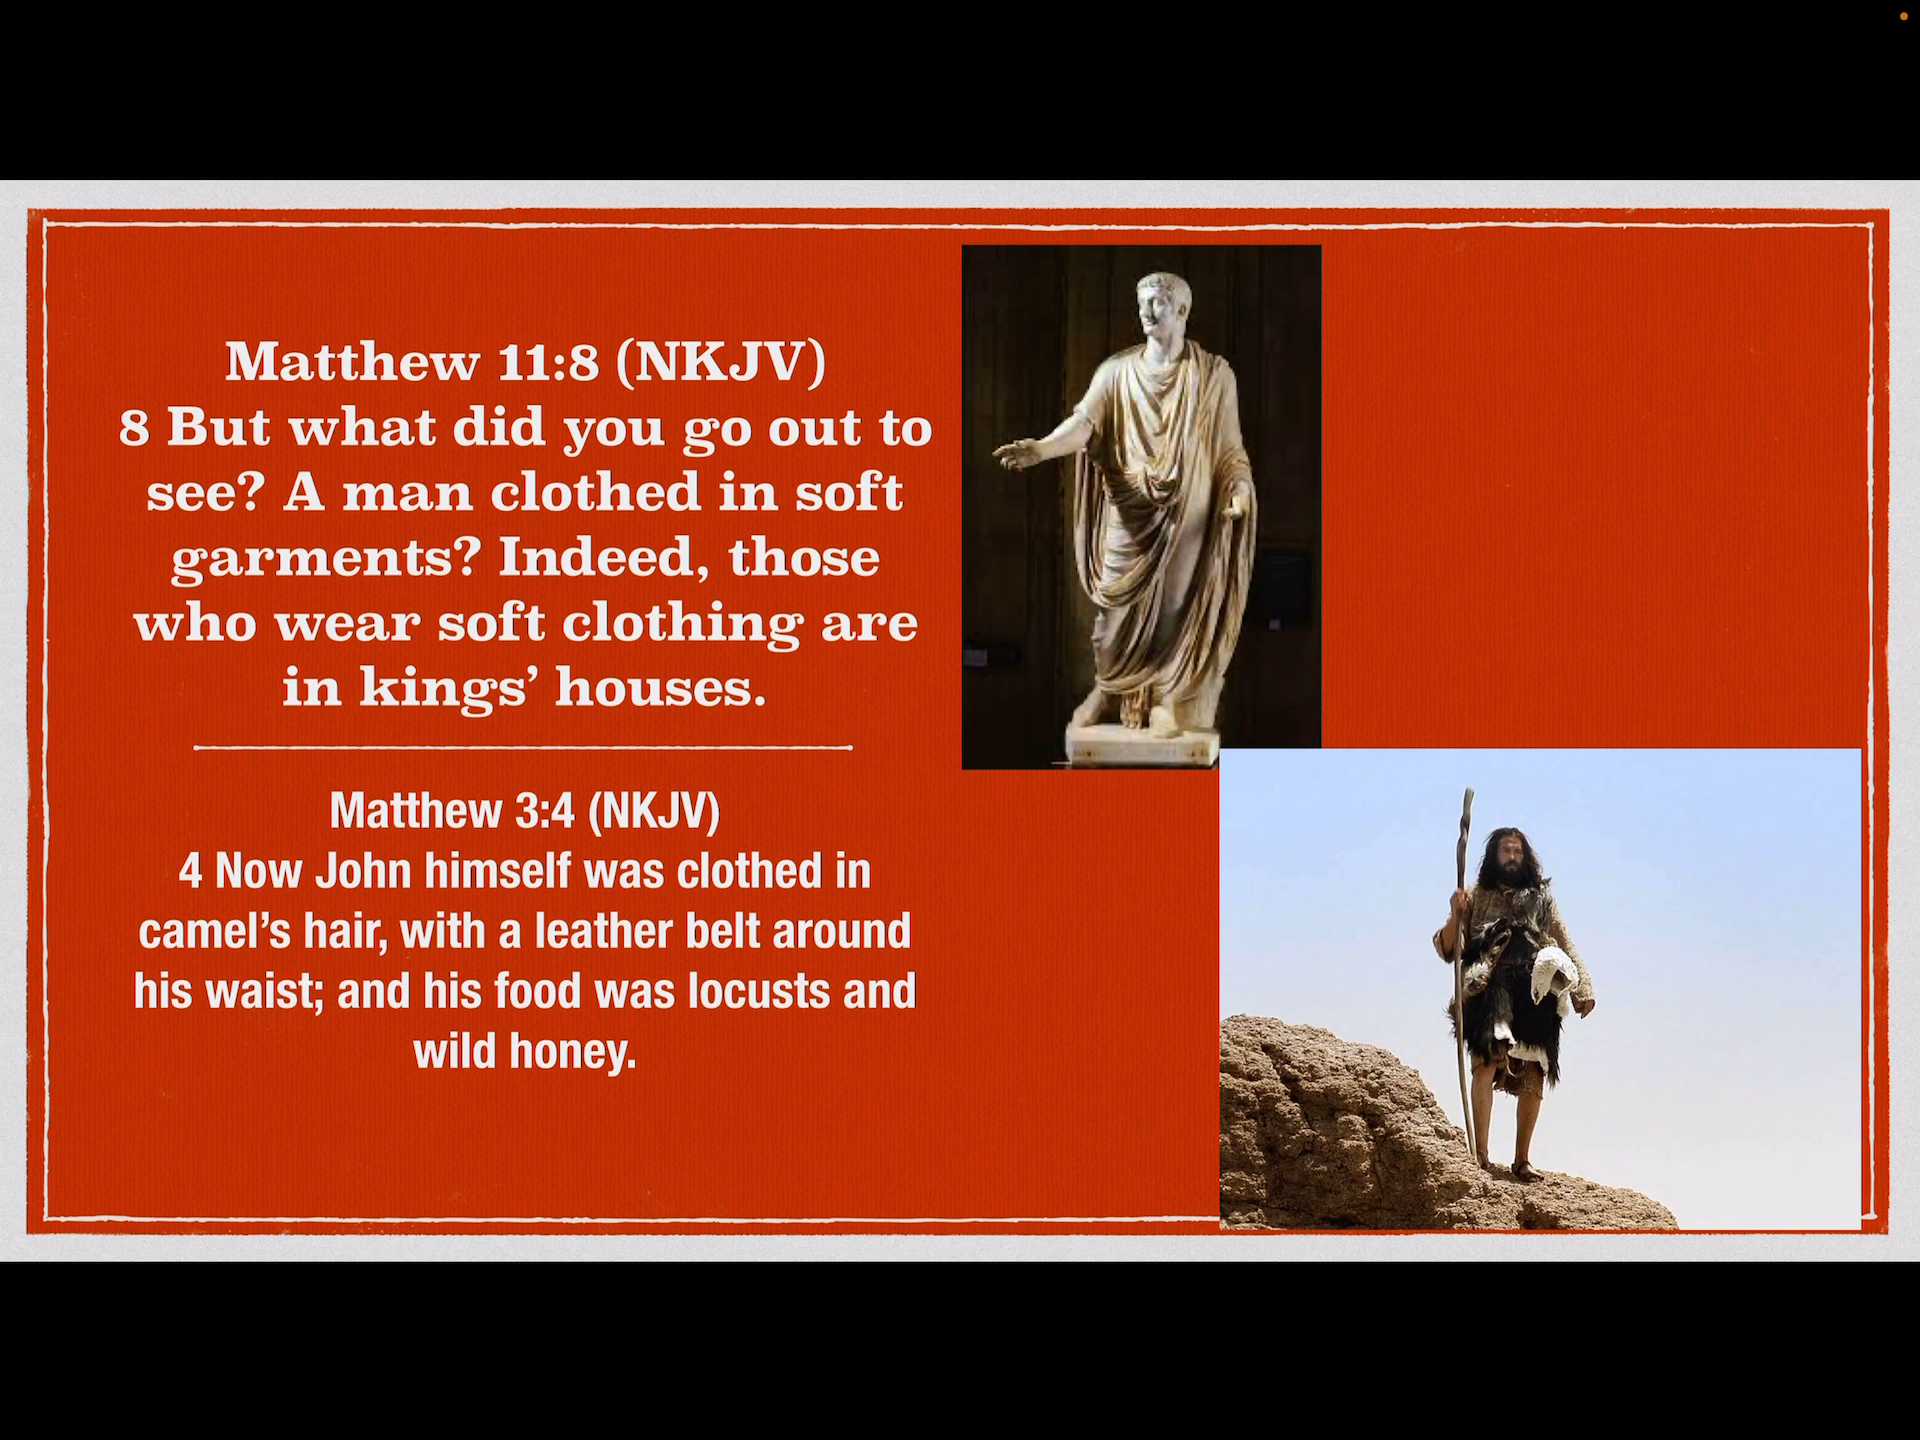 Matthew 11:8 (NKJV)
8 But what did you go out to
see? A man clothed in soft
garments? Indeed, those
who wear soft clothing are
in kings’ houses.
Matthew 3:4 (NKJV)
4 Now John himself was clothed in
camel’s hair, with a leather belt around
his waist; and his food was locusts and
wild honey.